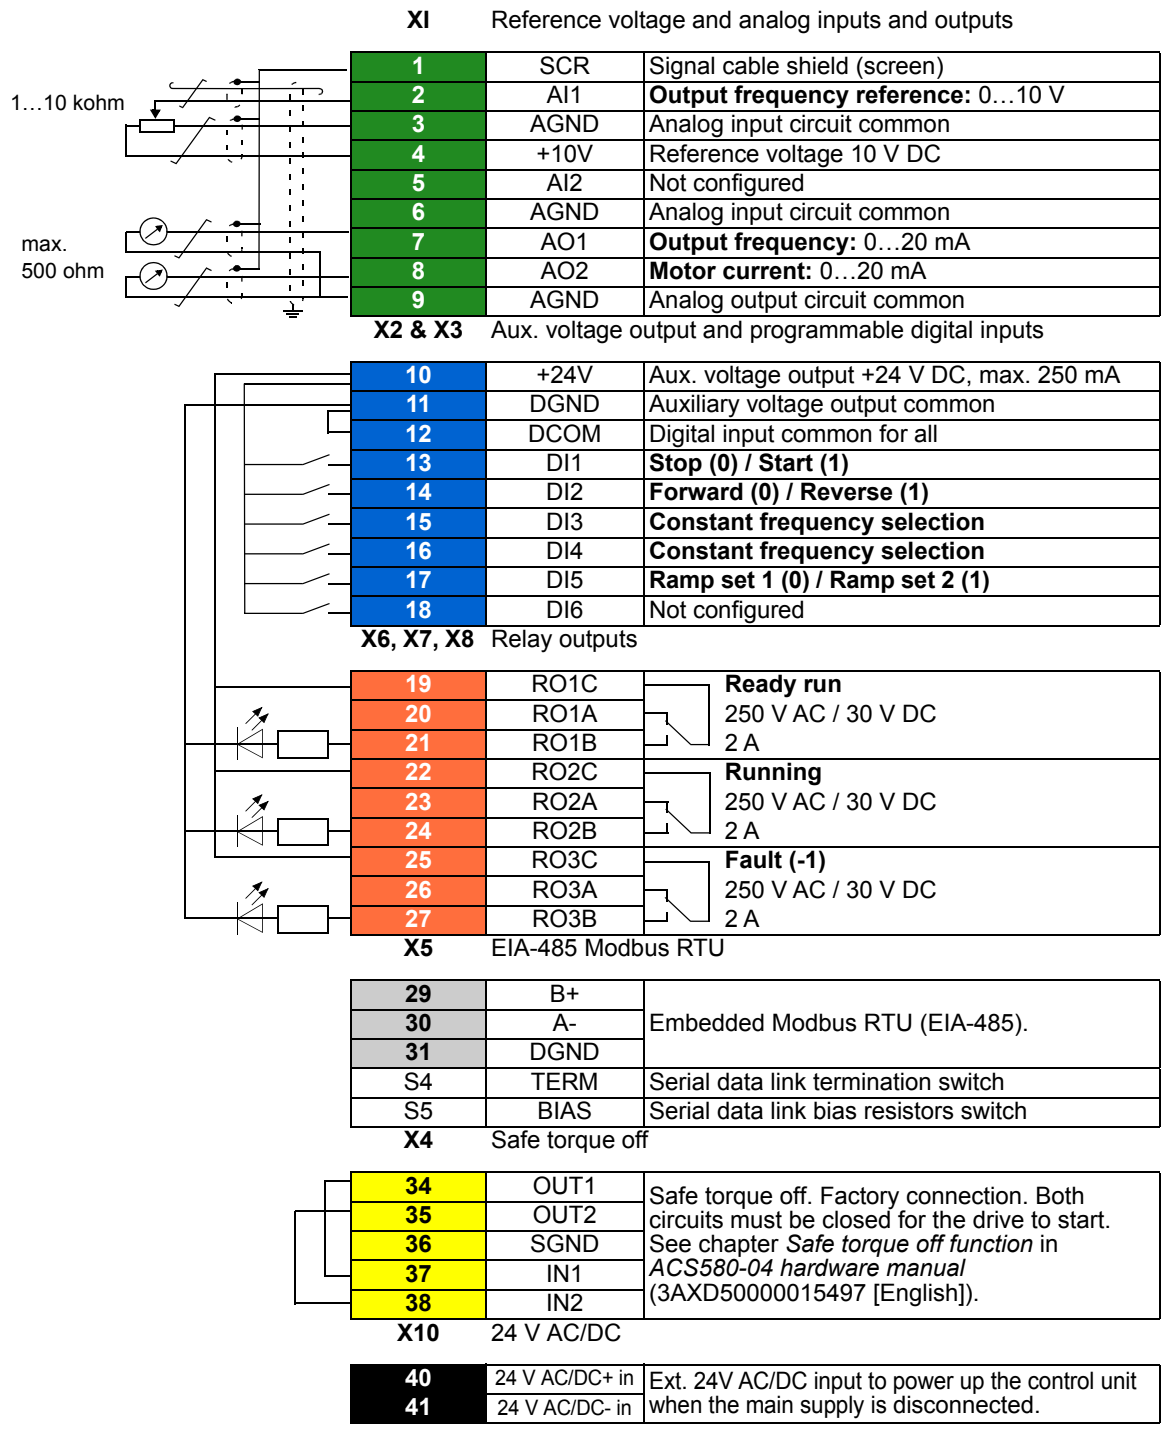 XI Reference voltage and analog inputs and outputs
1 SCR Signal cable shield (screen)
1…10 kohm
2 AI1 Output frequency reference: 0…10 V
3 AGND Analog input circuit common
4 +10V Reference voltage 10 V DC
5 AI2 Not configured
6 AGND Analog input circuit common
max.
500 ohm
7 AO1 Output frequency: 0…20 mA
8 AO2 Motor current: 0…20 mA
9 AGND Analog output circuit common
X2 & X3 Aux. voltage output and programmable digital inputs
10 +24V Aux. voltage output +24 V DC, max. 250 mA
11 DGND Auxiliary voltage output common
12 DCOM Digital input common for all
13 DI1 Stop (0) / Start (1)
14 DI2 Forward (0) / Reverse (1)
15 DI3 Constant frequency selection
16 DI4 Constant frequency selection
17 DI5 Ramp set 1 (0) / Ramp set 2 (1)
18 DI6 Not configured
X6, X7, X8 Relay outputs
19 RO1C Ready run
20 RO1A 250 V AC / 30 V DC
21 RO1B 2 A
22 RO2C Running
23 RO2A 250 V AC / 30 V DC
24 RO2B 2 A
25 RO3C Fault (-1)
26 RO3A 250 V AC / 30 V DC
27 RO3B 2 A
X5 EIA-485 Modbus RTU
29 B+
30 A- Embedded Modbus RTU (EIA-485).
31 DGND
S4 TERM Serial data link termination switch
S5 BIAS Serial data link bias resistors switch
X4 Safe torque off
34 OUT1
35 OUT2
36 SGND
37 IN1
38 IN2
Safe torque off. Factory connection. Both
circuits must be closed for the drive to start.
See chapter Safe torque off function in
ACS580-04 hardware manual
(3AXD50000015497 [English]).
X10 24 V AC/DC
40 24 V AC/DC+ in
41 24 V AC/DC- in
Ext. 24V AC/DC input to power up the control unit
when the main supply is disconnected.